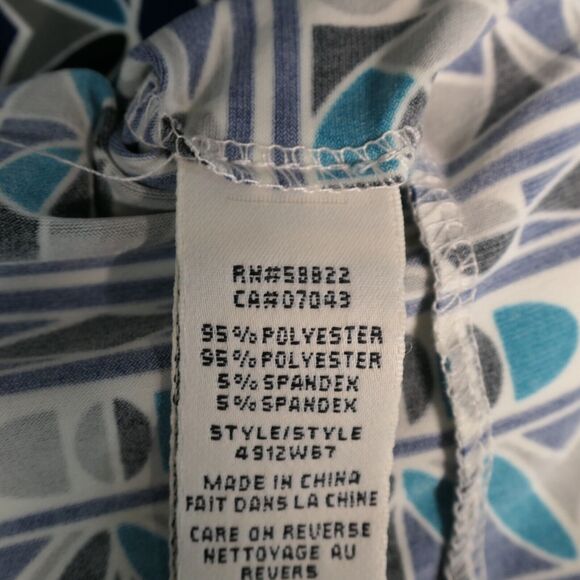 RN#59822
CA#07043
95%POLYESTER
95%POLYESTER
5%SPANDEX
5%SPANDEX
STYLE/STYLE
4912W67
MADE IN CHINA
FAIT DANS LA CHINE
CARE ON REVERSE
NETTOYAGE AU
REVERS